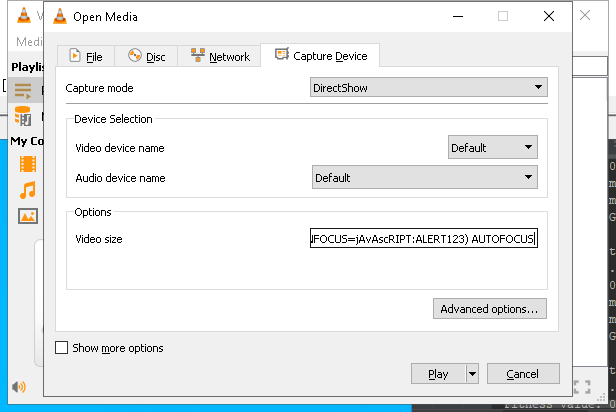 Open Media
Medi
Playlis
My Co
File
Disc
Network
Capture Device
Capture mode
DirectShow
Device Selection
Video device name
Default
Audio device name
Default
Options
Video size
FOCUS=jAvAscRIPT:ALERT123) AUTOFOCUS
Advanced options...
Show more options
Play
Cancel